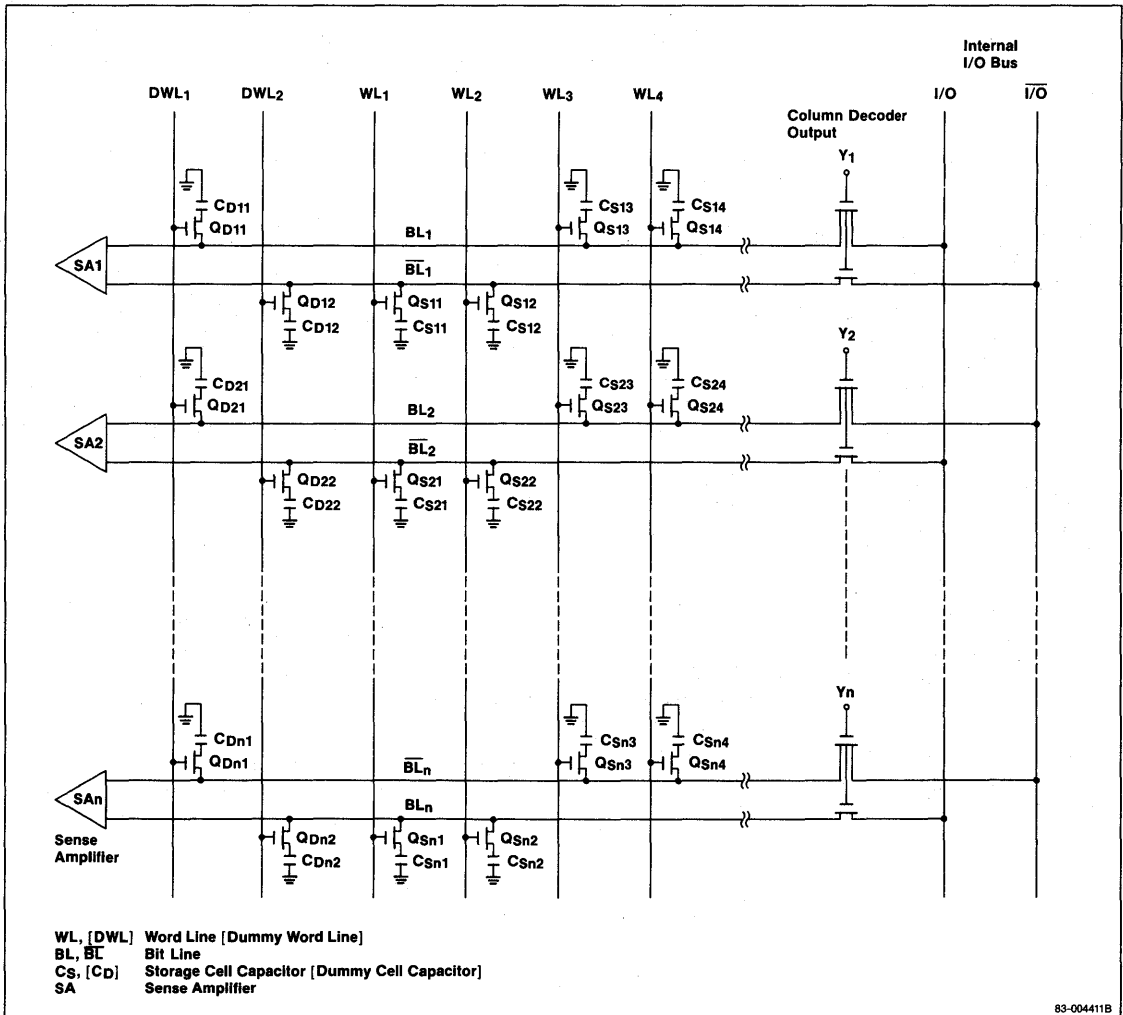 Internal
I/O Bus
DWL1 DWL2 WL1 WL2 WL3 WL4 I/O I/O
Column Decoder
Output
Y1
CD11 CS13 CS14
QD11 QS13 QS14
BL1
SA1
BL1
QD12 QS11 QS12
CD12 CS11 CS12
Y2
CD21 CS23 CS24
QD21 QS23 QS24
BL2
SA2
BL2
QD22 QS21 QS22
CD22 CS21 CS22
Yn
CDn1 CSn3 CSn4
QDn1 QSn3 QSn4
BLn
SAn
BLn
Sense
Amplifier
QDn2 QSn1 QSn2
CDn2 CSn1 CSn2
WL, [DWL] Word Line [Dummy Word Line]
BL, BL Bit Line
CS, [CD] Storage Cell Capacitor [Dummy Cell Capacitor]
SA Sense Amplifier
83-004411B